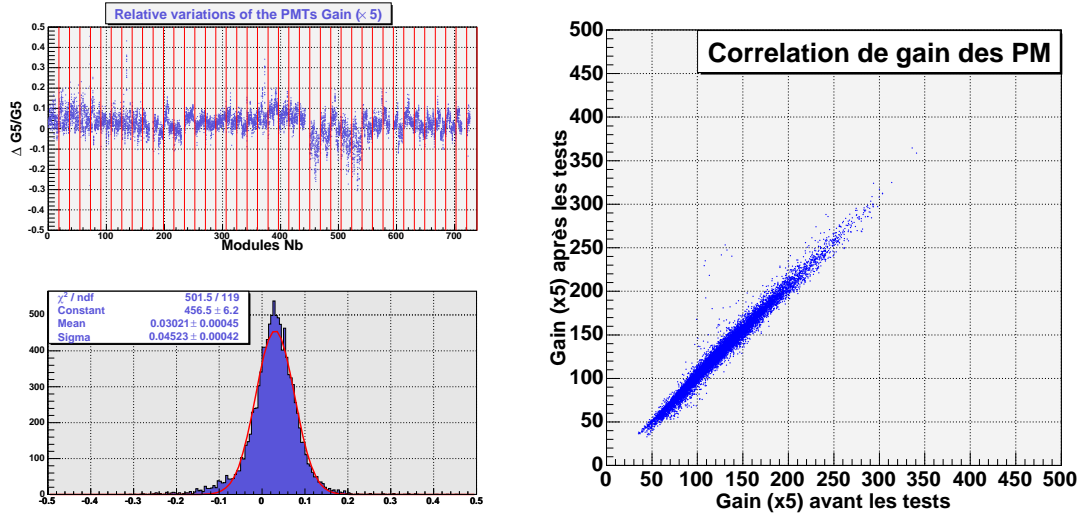 Relative variations of the PMTs Gain (× 5)
0.5
0.4
0.3
0.2
0.1
0
-0.1
-0.2
-0.3
-0.4
-0.5
Δ G5/G5
0 100 200 300 400 500 600 700
Modules Nb
χ² / ndf 501.5 / 119
Constant 456.5 ± 6.2
Mean 0.03021 ± 0.00045
Sigma 0.04523 ± 0.00042
500
400
300
200
100
0
-0.5 -0.4 -0.3 -0.2 -0.1 0 0.1 0.2 0.3 0.4 0.5
Correlation de gain des PM
500
450
400
350
300
250
200
150
100
50
0
Gain (x5) après les tests
0 50 100 150 200 250 300 350 400 450 500
Gain (x5) avant les tests